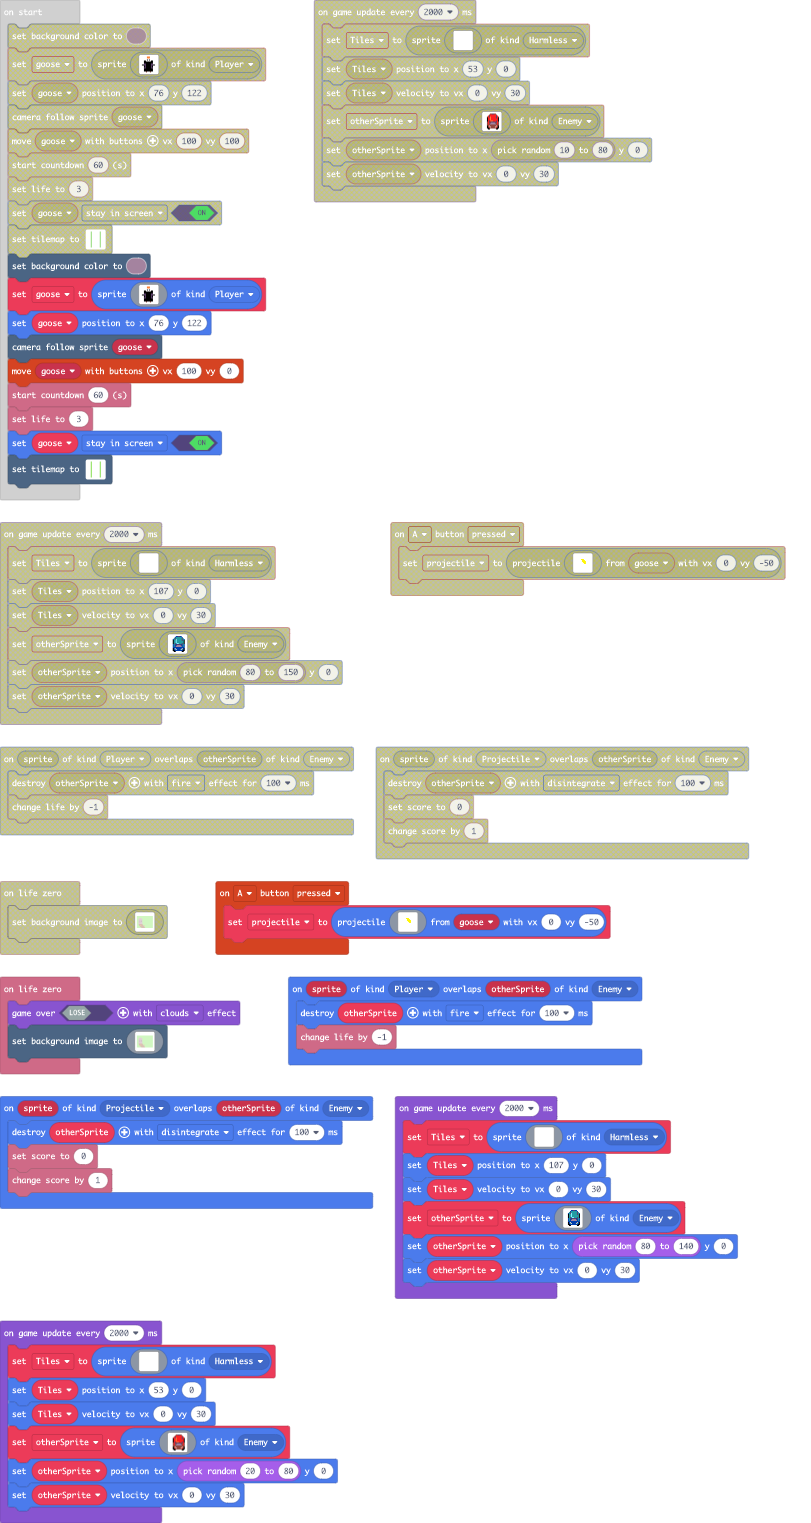 on start
set background color to
set goose to sprite of kind Player
set goose position to x 76 y 122
camera follow sprite goose
move goose with buttons vx 100 vy 100
start countdown 60 (s)
set life to 3
set goose stay in screen ON
set tilemap to
set background color to
set goose to sprite of kind Player
set goose position to x 76 y 122
camera follow sprite goose
move goose with buttons vx 100 vy 0
start countdown 60 (s)
set life to 3
set goose stay in screen ON
set tilemap to
on game update every 2000 ms
set Tiles to sprite of kind Harmless
set Tiles position to x 53 y 0
set Tiles velocity to vx 0 vy 30
set otherSprite to sprite of kind Enemy
set otherSprite position to x pick random 10 to 80 y 0
set otherSprite velocity to vx 0 vy 30
on game update every 2000 ms
set Tiles to sprite of kind Harmless
set Tiles position to x 107 y 0
set Tiles velocity to vx 0 vy 30
set otherSprite to sprite of kind Enemy
set otherSprite position to x pick random 80 to 150 y 0
set otherSprite velocity to vx 0 vy 30
on A button pressed
set projectile to projectile from goose with vx 0 vy -50
on sprite of kind Player overlaps otherSprite of kind Enemy
destroy otherSprite with fire effect for 100 ms
change life by -1
on sprite of kind Projectile overlaps otherSprite of kind Enemy
destroy otherSprite with disintegrate effect for 100 ms
set score to 0
change score by 1
on life zero
set background image to
on A button pressed
set projectile to projectile from goose with vx 0 vy -50
on life zero
game over LOSE with clouds effect
set background image to
on sprite of kind Player overlaps otherSprite of kind Enemy
destroy otherSprite with fire effect for 100 ms
change life by -1
on sprite of kind Projectile overlaps otherSprite of kind Enemy
destroy otherSprite with disintegrate effect for 100 ms
set score to 0
change score by 1
on game update every 2000 ms
set Tiles to sprite of kind Harmless
set Tiles position to x 107 y 0
set Tiles velocity to vx 0 vy 30
set otherSprite to sprite of kind Enemy
set otherSprite position to x pick random 80 to 140 y 0
set otherSprite velocity to vx 0 vy 30
on game update every 2000 ms
set Tiles to sprite of kind Harmless
set Tiles position to x 53 y 0
set Tiles velocity to vx 0 vy 30
set otherSprite to sprite of kind Enemy
set otherSprite position to x pick random 20 to 80 y 0
set otherSprite velocity to vx 0 vy 30